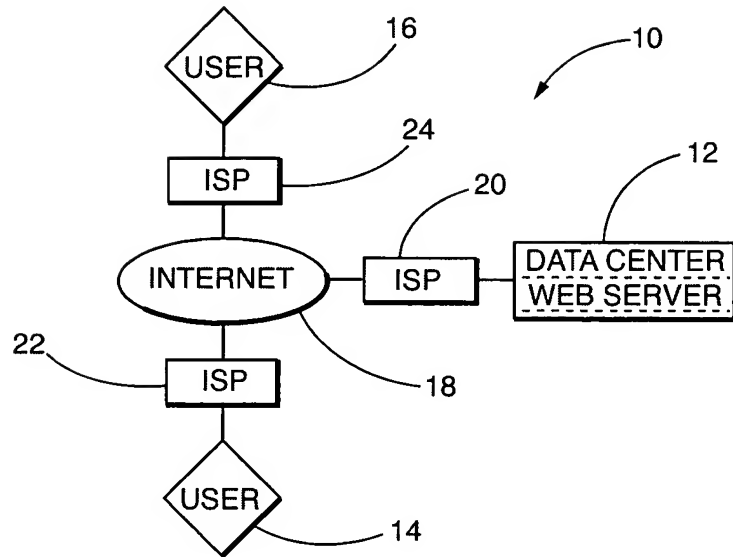 16
10
USER
24
12
ISP
20
DATA CENTER
INTERNET
ISP
WEB SERVER
22
18
ISP
USER
14